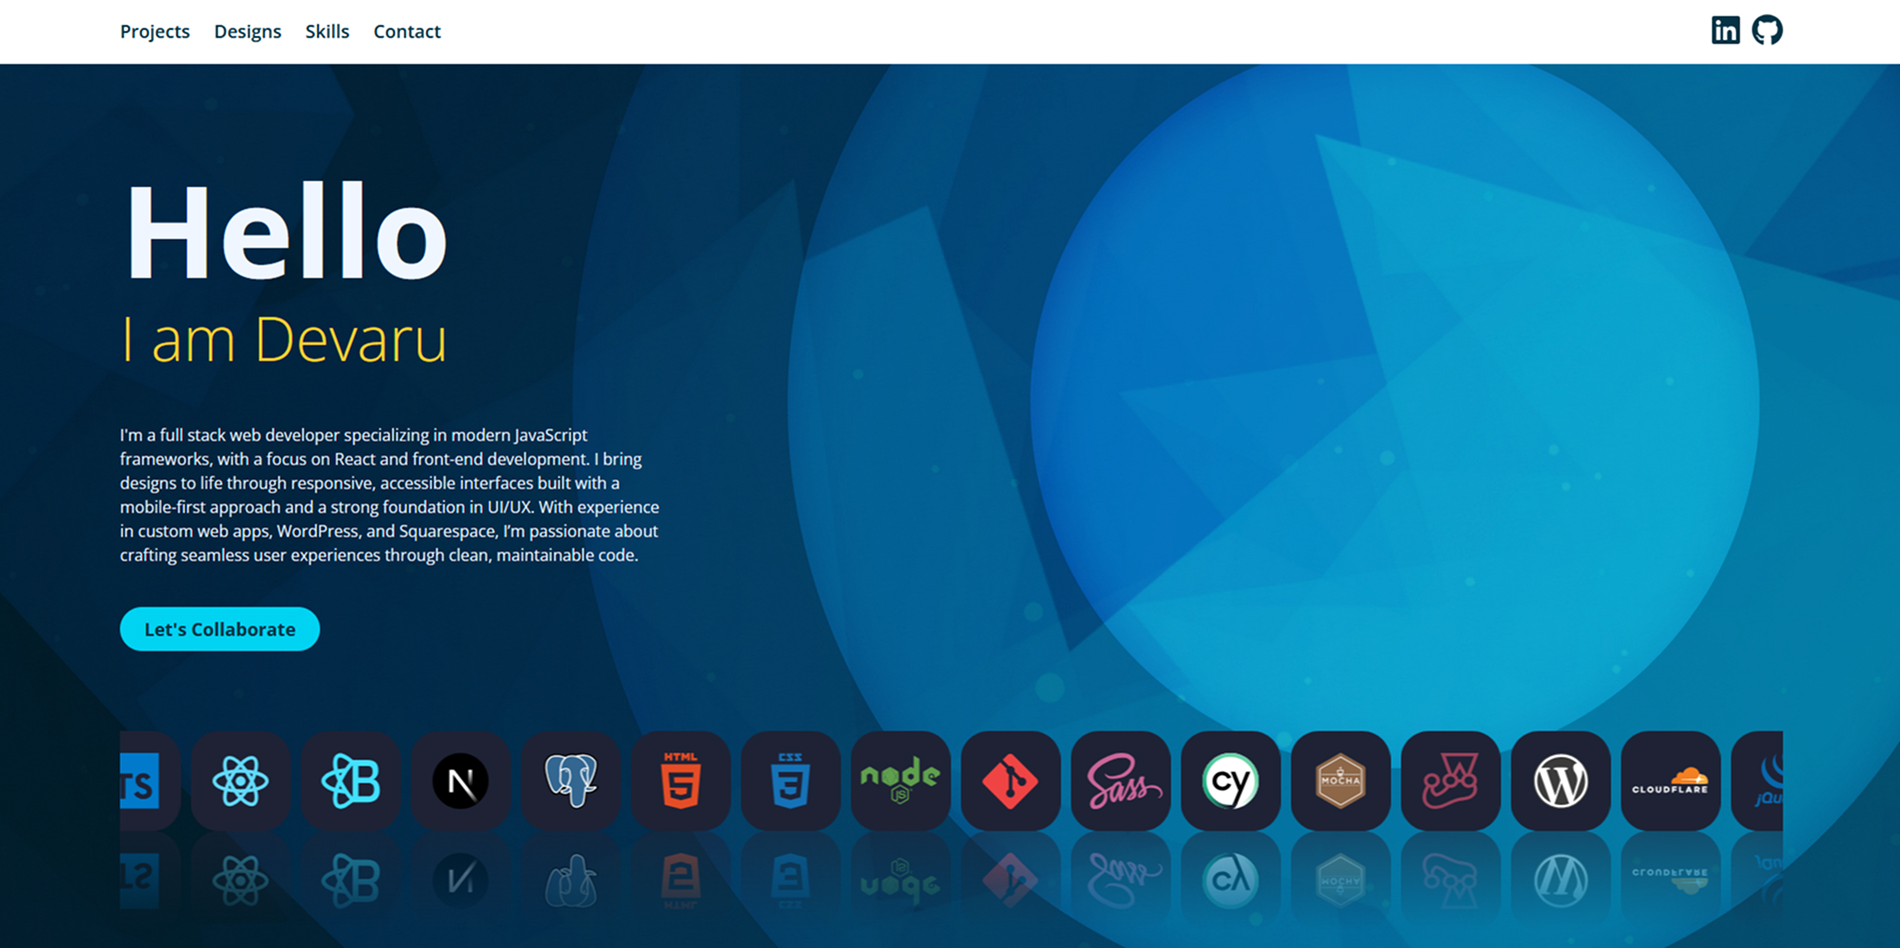 Projects Designs Skills Contact
in
Hello
I am Devaru
I'm a full stack web developer specializing in modern JavaScript
frameworks, with a focus on React and front-end development. I bring
designs to life through responsive, accessible interfaces built with a
mobile-first approach and a strong foundation in UI/UX. With experience
in custom web apps, WordPress, and Squarespace, I’m passionate about
crafting seamless user experiences through clean, maintainable code.
Let's Collaborate
TS B N HTML 5 CSS 3 node JS Sass cy MOCHA W CLOUDFLARE jQu